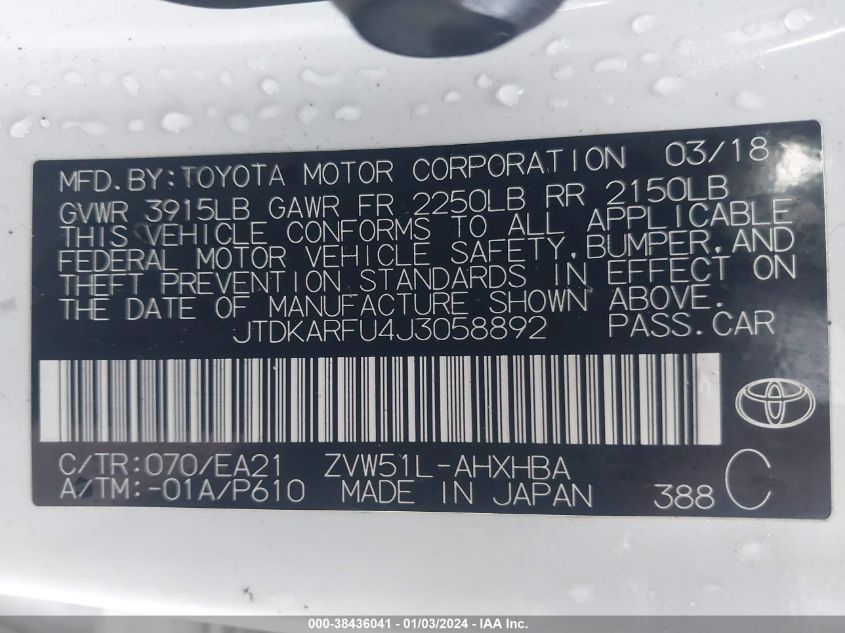 MFD.BY:TOYOTA MOTOR CORPORATION 03/18
GVWR 3915LB GAWR FR 2250LB RR 2150LB
THIS VEHICLE CONFORMS TO ALL APPLICABLE
FEDERAL MOTOR VEHICLE SAFETY,BUMPER,AND
THEFT PREVENTION STANDARDS IN EFFECT ON
THE DATE OF MANUFACTURE SHOWN ABOVE.
JTDKARFU4J3058892 PASS.CAR
C/TR:070/EA21 ZVW51L-AHXHBA
A/TM:-01A/P610 MADE IN JAPAN 388 C
000-38436041 - 01/03/2024 - IAA Inc.